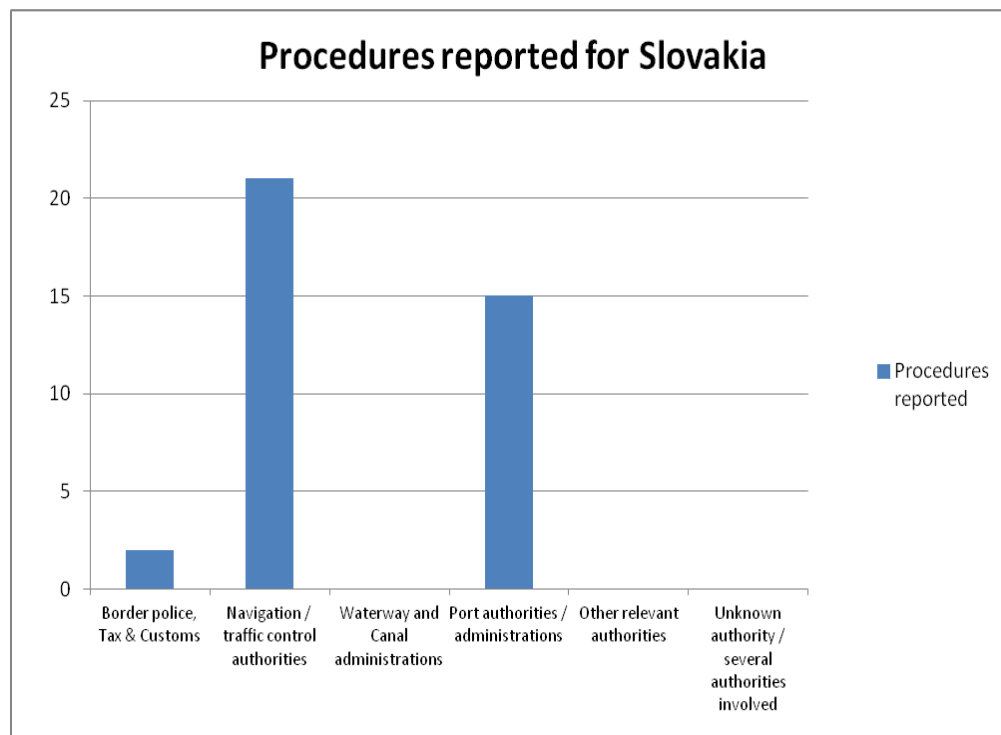 Procedures reported for Slovakia
25
20
15
10
5
0
Border police,
Tax & Customs
Navigation /
traffic control
authorities
Waterway and
Canal
administrations
Port authorities /
administrations
Other relevant
authorities
Unknown
authority /
several
authorities
involved
Procedures
reported